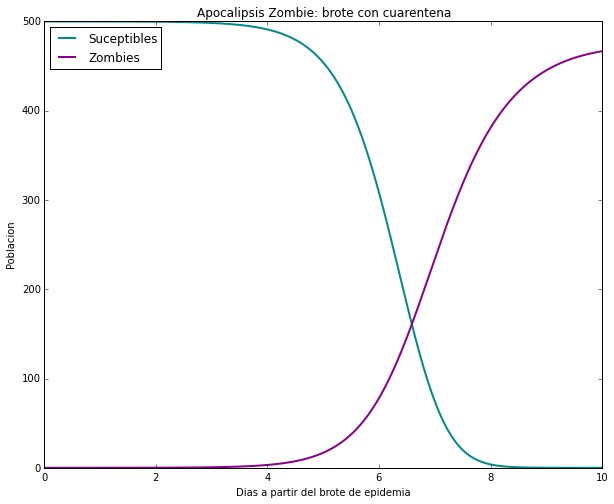 Apocalipsis Zombie: brote con cuarentena
Suceptibles
Zombies
500
400
300
200
100
0
Poblacion
0 2 4 6 8 10
Dias a partir del brote de epidemia